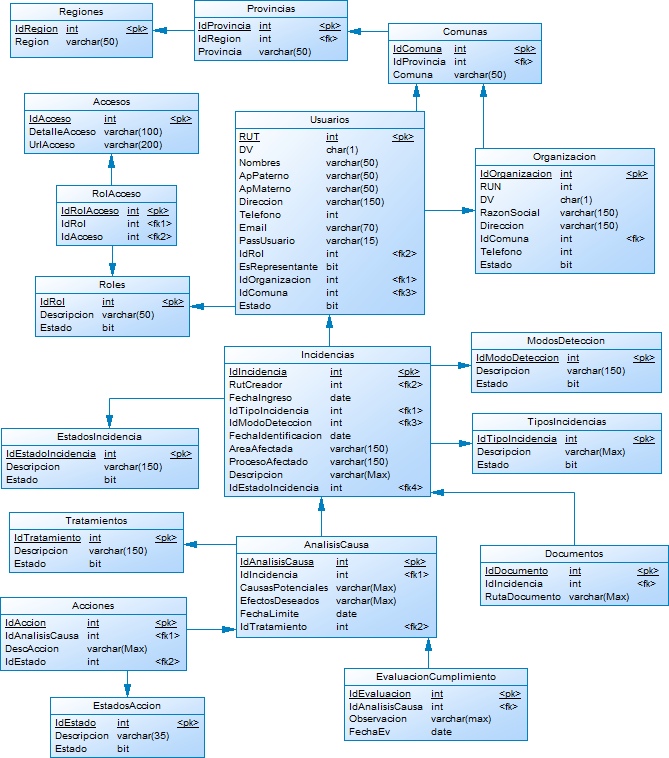 Regiones
IdRegion int <pk>
Region varchar(50)
Provincias
IdProvincia int <pk>
IdRegion int <fk>
Provincia varchar(50)
Comunas
IdComuna int <pk>
IdProvincia int <fk>
Comuna varchar(50)
Accesos
IdAcceso int <pk>
DetalleAcceso varchar(100)
UrlAcceso varchar(200)
Usuarios
RUT int <pk>
DV char(1)
Nombres varchar(50)
ApPaterno varchar(50)
ApMaterno varchar(50)
Direccion varchar(150)
Telefono int
Email varchar(70)
PassUsuario varchar(15)
IdRol int <fk2>
EsRepresentante bit
IdOrganizacion int <fk1>
IdComuna int <fk3>
Estado bit
Organizacion
IdOrganizacion int <pk>
RUN int
DV char(1)
RazonSocial varchar(150)
Direccion varchar(150)
IdComuna int <fk>
Telefono int
Estado bit
RolAcceso
IdRolAcceso int <pk>
IdRol int <fk1>
IdAcceso int <fk2>
Roles
IdRol int <pk>
Descripcion varchar(50)
Estado bit
Incidencias
IdIncidencia int <pk>
RutCreador int <fk2>
FechaIngreso date
IdTipoIncidencia int <fk1>
IdModoDeteccion int <fk3>
FechaIdentificacion date
AreaAfectada varchar(150)
ProcesoAfectado varchar(150)
Descripcion varchar(Max)
IdEstadoIncidencia int <fk4>
ModosDeteccion
IdModoDeteccion int <pk>
Descripcion varchar(150)
Estado bit
EstadosIncidencia
IdEstadoIncidencia int <pk>
Descripcion varchar(150)
Estado bit
TiposIncidencias
IdTipoIncidencia int <pk>
Descripcion varchar(Max)
Estado bit
Tratamientos
IdTratamiento int <pk>
Descripcion varchar(150)
Estado bit
AnalisisCausa
IdAnalisisCausa int <pk>
IdIncidencia int <fk1>
CausasPotenciales varchar(Max)
EfectosDeseados varchar(Max)
FechaLimite date
IdTratamiento int <fk2>
Documentos
IdDocumento int <pk>
IdIncidencia int <fk>
RutaDocumento varchar(Max)
Acciones
IdAccion int <pk>
IdAnalisisCausa int <fk1>
DescAccion varchar(Max)
IdEstado int <fk2>
EvaluacionCumplimiento
IdEvaluacion int <pk>
IdAnalisisCausa int <fk>
Observacion varchar(max)
FechaEv date
EstadosAccion
IdEstado int <pk>
Descripcion varchar(35)
Estado bit